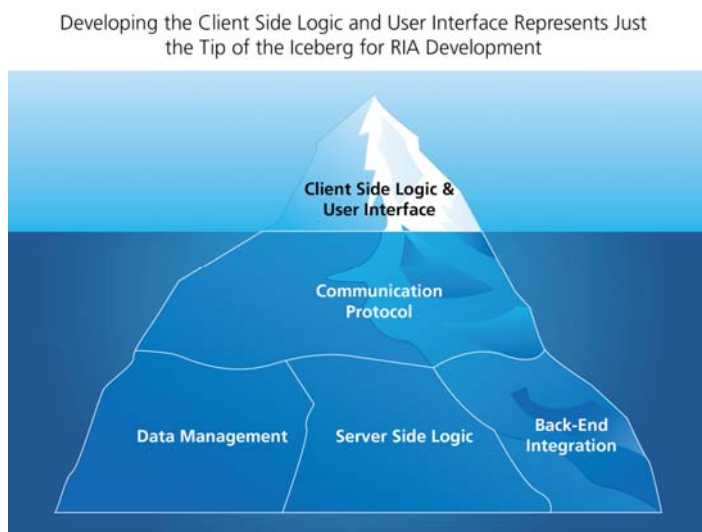 Developing the Client Side Logic and User Interface Represents Just
the Tip of the Iceberg for RIA Development
Client Side Logic &
User Interface
Communication
Protocol
Data Management
Server Side Logic
Back-End
Integration